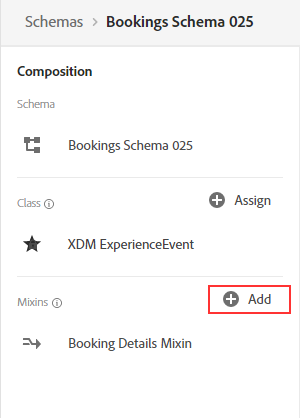 Schemas > Bookings Schema 025
Composition
Schema
Bookings Schema 025
Class
Assign
XDM ExperienceEvent
Mixins
Add
Booking Details Mixin